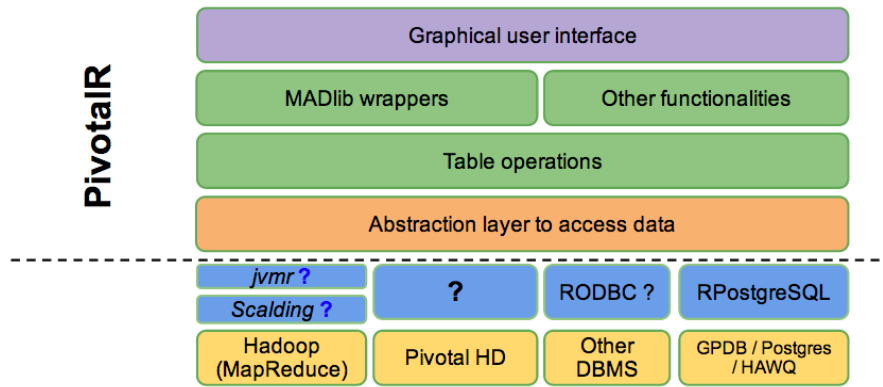 PivotalR
Graphical user interface
MADlib wrappers
Other functionalities
Table operations
Abstraction layer to access data
jvmr ?
Scalding ?
?
RODBC ?
RPostgreSQL
Hadoop
(MapReduce)
Pivotal HD
Other
DBMS
GPDB / Postgres
/ HAWQ